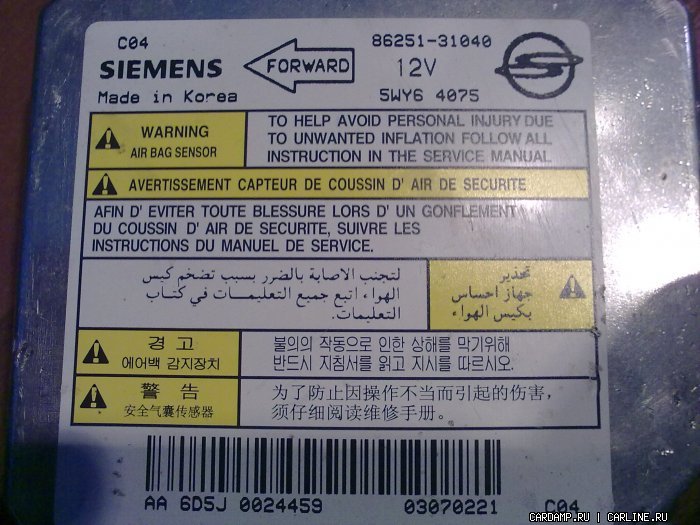 C04
86251-31040
SIEMENS
FORWARD
12V
Made in Korea
5WY6 4075
WARNING
AIR BAG SENSOR
TO HELP AVOID PERSONAL INJURY DUE
TO UNWANTED INFLATION FOLLOW ALL
INSTRUCTION IN THE SERVICE MANUAL
AVERTISSEMENT CAPTEUR DE COUSSIN D' AIR DE SECURITE
AFIN D' EVITER TOUTE BLESSURE LORS D' UN GONFLEMENT
DU COUSSIN D' AIR DE SECURITE, SUIVRE LES
INSTRUCTIONS DU MANUEL DE SERVICE.
تحذير
جهاز احساس
بكيس الهواء
لتجنب الاصابة بالضرر بسبب تضخم كيس
الهواء اتبع جميع التعليمات في كتاب
التعليمات.
경 고
에어백 감지장치
불의의 작동으로 인한 상해를 막기위해
반드시 지침서를 읽고 지시를 따르시오.
警 告
安全气囊传感器
为了防止因操作不当而引起的伤害，
须仔细阅读维修手册。
AA 6D5J 0024459
03070221
C04
CARDAMP.RU | CARLINE.RU